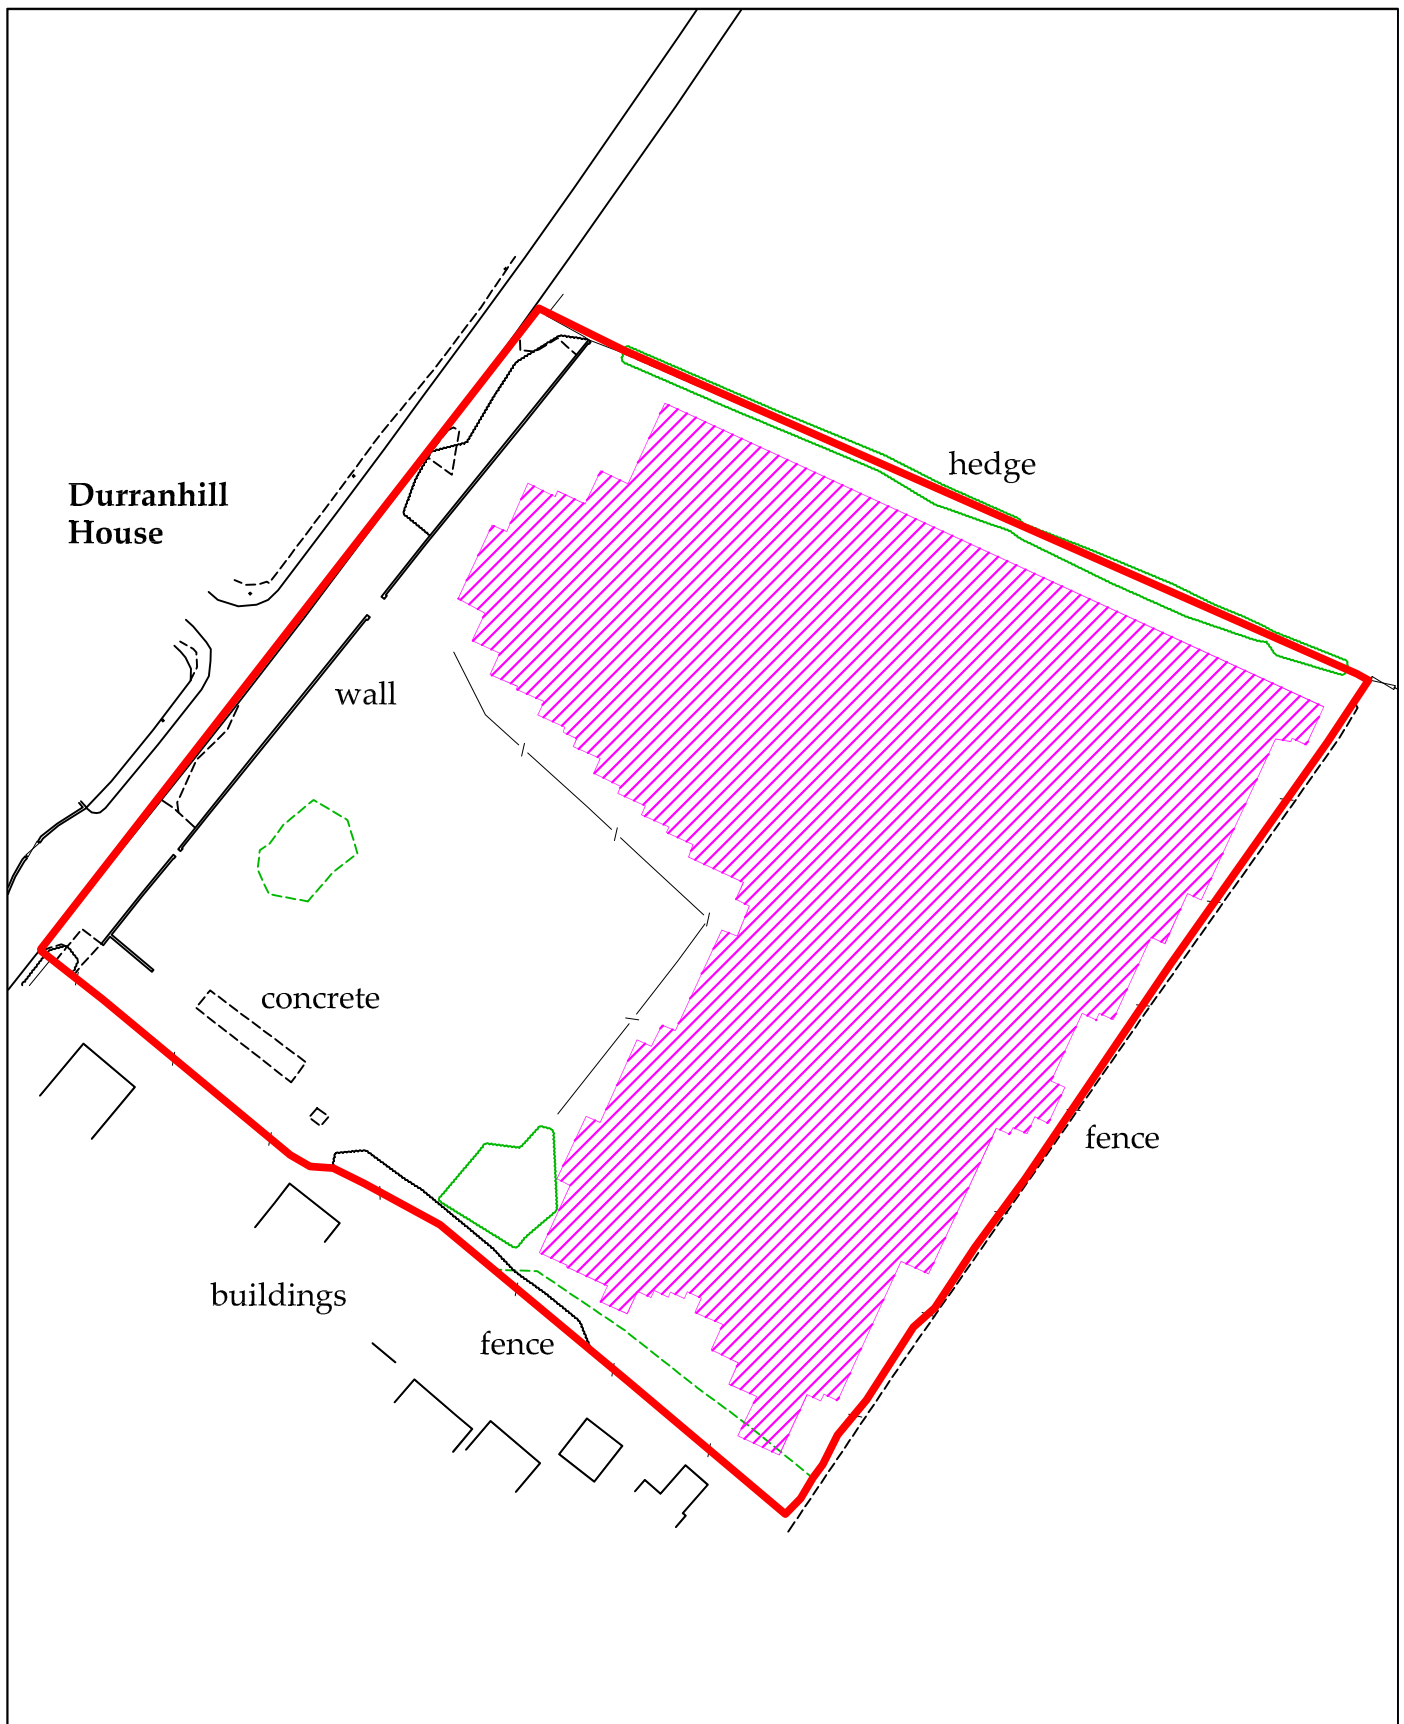 hedge
Durranhill
House
wall
concrete
fence
buildings
fence